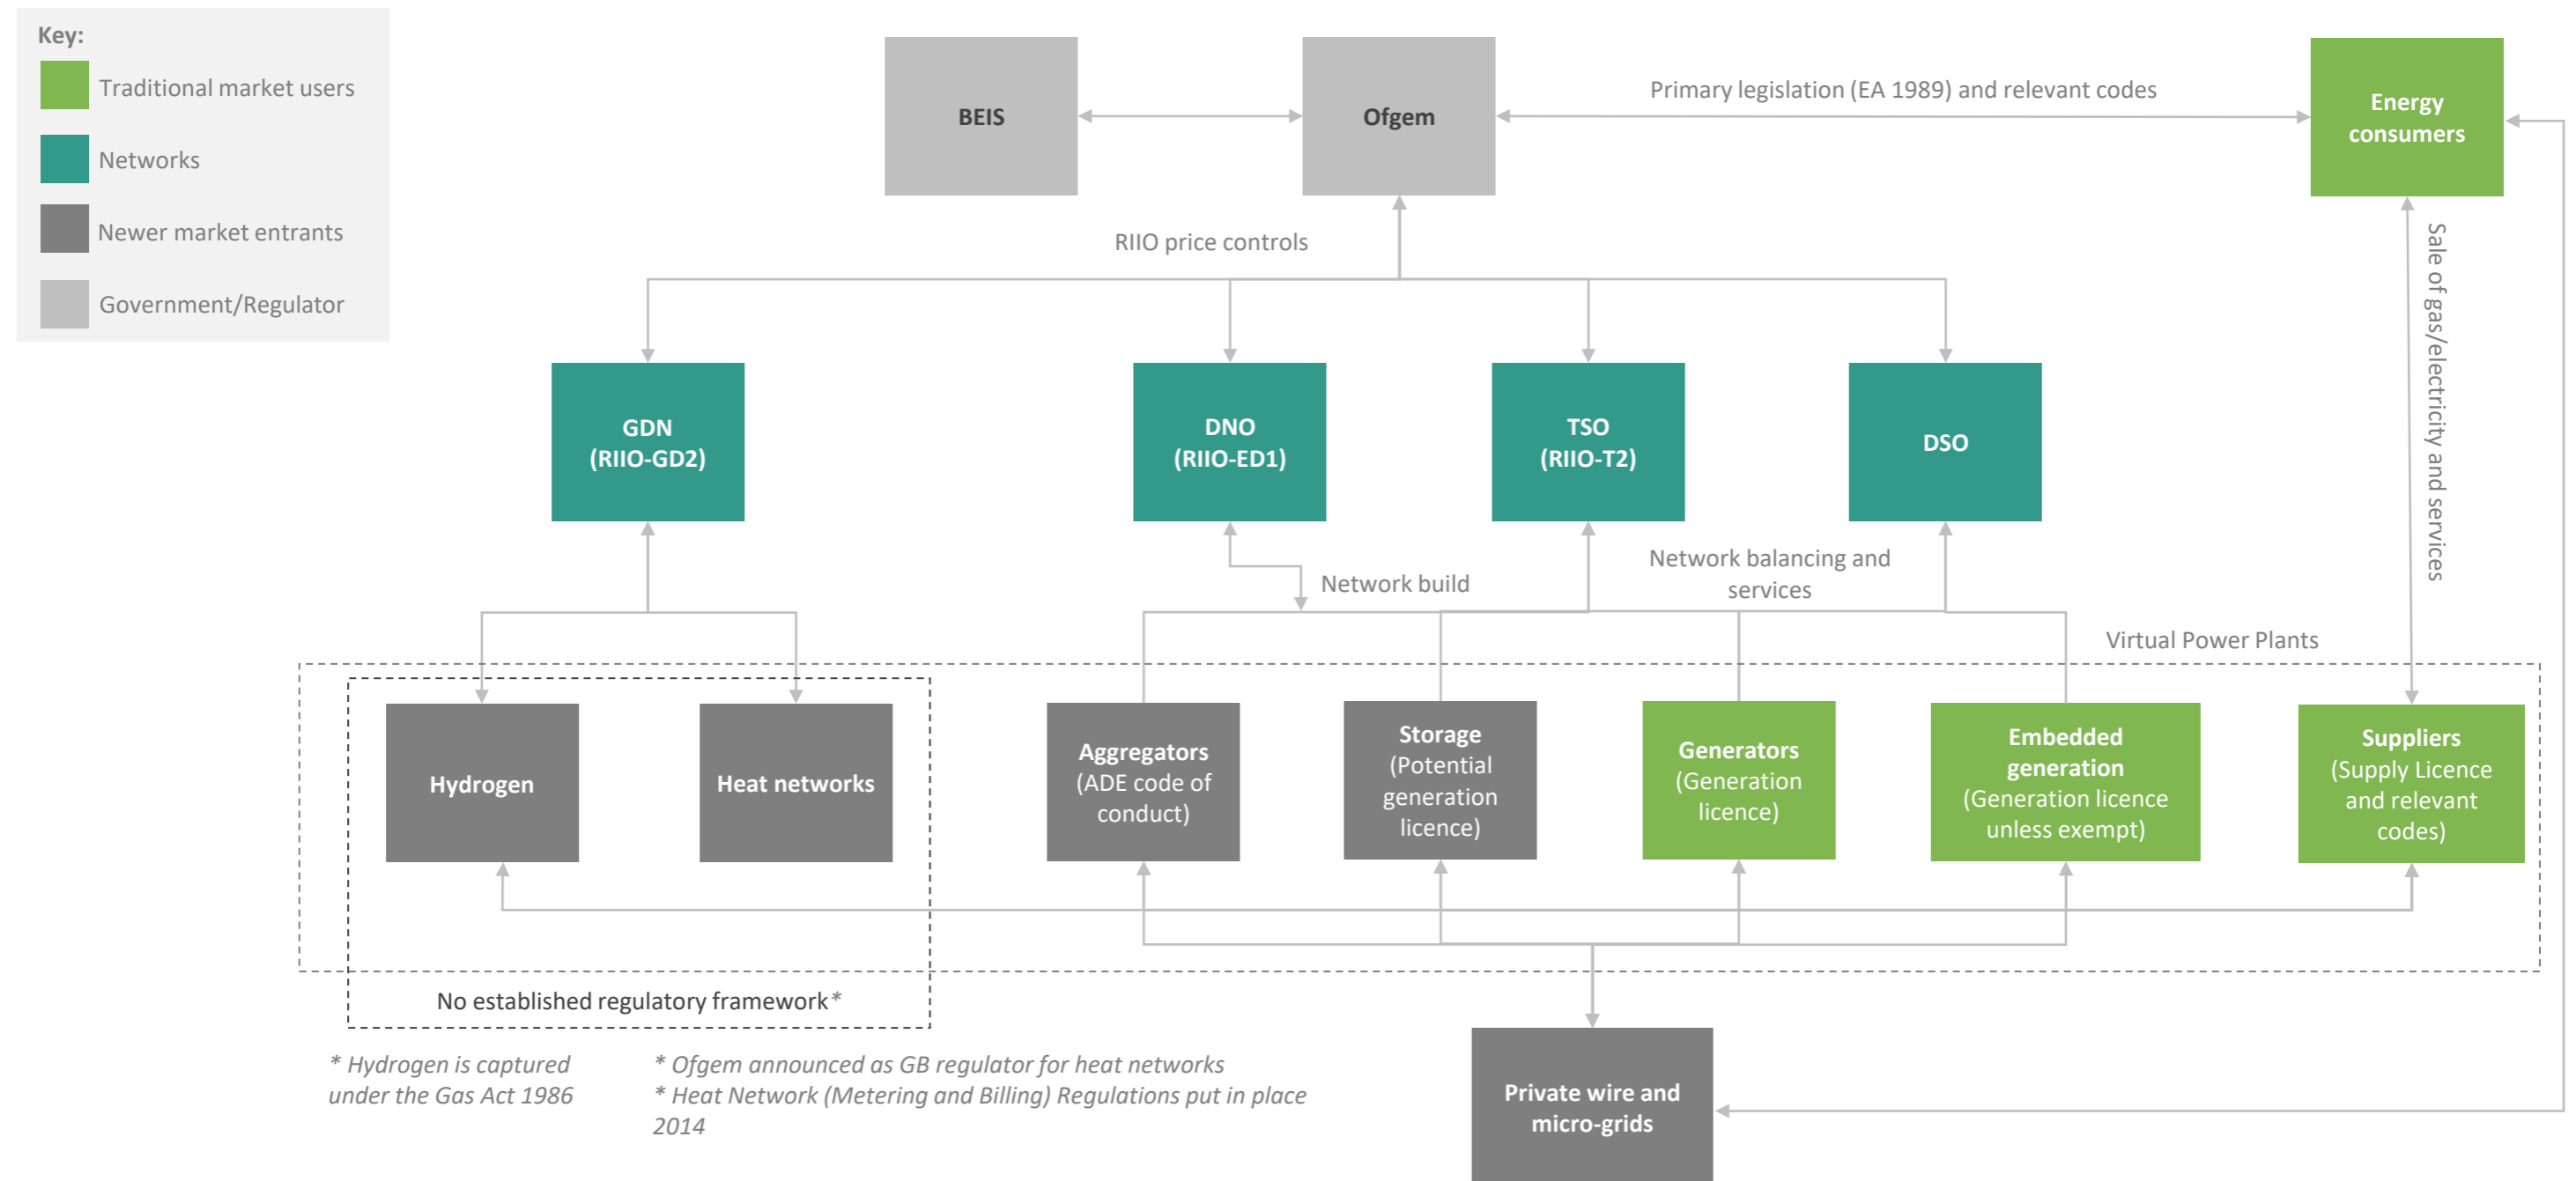 Key:
Traditional market users
Networks
Newer market entrants
Government/Regulator
BEIS
Ofgem
Primary legislation (EA 1989) and relevant codes
Energy
consumers
RIIO price controls
Sale of gas/electricity and services
GDN
(RIIO-GD2)
DNO
(RIIO-ED1)
TSO
(RIIO-T2)
DSO
Network build
Network balancing and
services
Virtual Power Plants
Hydrogen
Heat networks
Aggregators
(ADE code of
conduct)
Storage
(Potential
generation
licence)
Generators
(Generation
licence)
Embedded
generation
(Generation licence
unless exempt)
Suppliers
(Supply Licence
and relevant
codes)
No established regulatory framework*
* Hydrogen is captured
under the Gas Act 1986
* Ofgem announced as GB regulator for heat networks
* Heat Network (Metering and Billing) Regulations put in place
2014
Private wire and
micro-grids